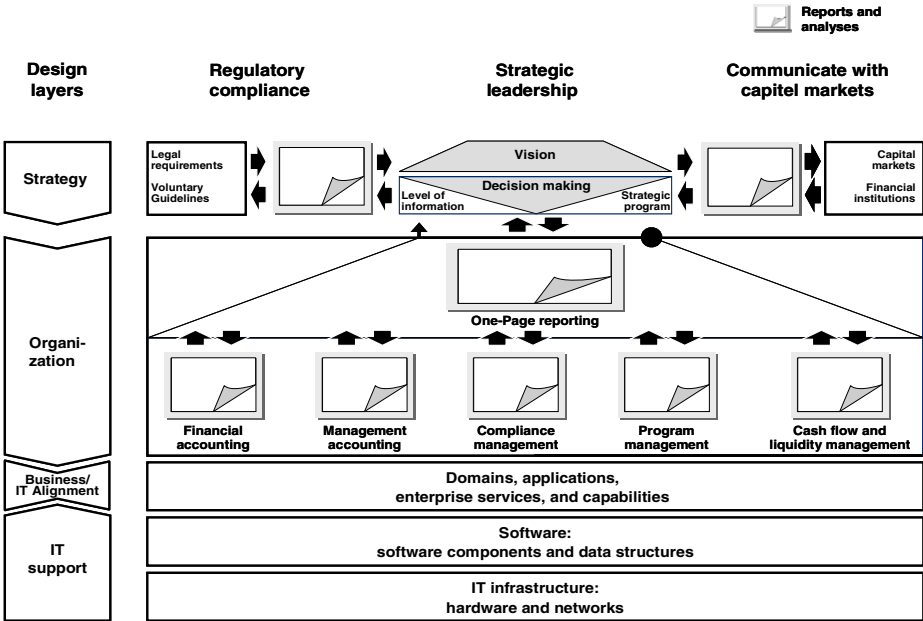 Reports and
analyses
Design
layers
Regulatory
compliance
Strategic
leadership
Communicate with
capitel markets
Strategy
Legal
requirements
Voluntary
Guidelines
Vision
Decision making
Level of
information
Strategic
program
Capital
markets
Financial
institutions
Organi-
zation
One-Page reporting
Financial
accounting
Management
accounting
Compliance
management
Program
management
Cash flow and
liquidity management
Business/
IT Alignment
Domains, applications,
enterprise services, and capabilities
IT
support
Software:
software components and data structures
IT infrastructure:
hardware and networks